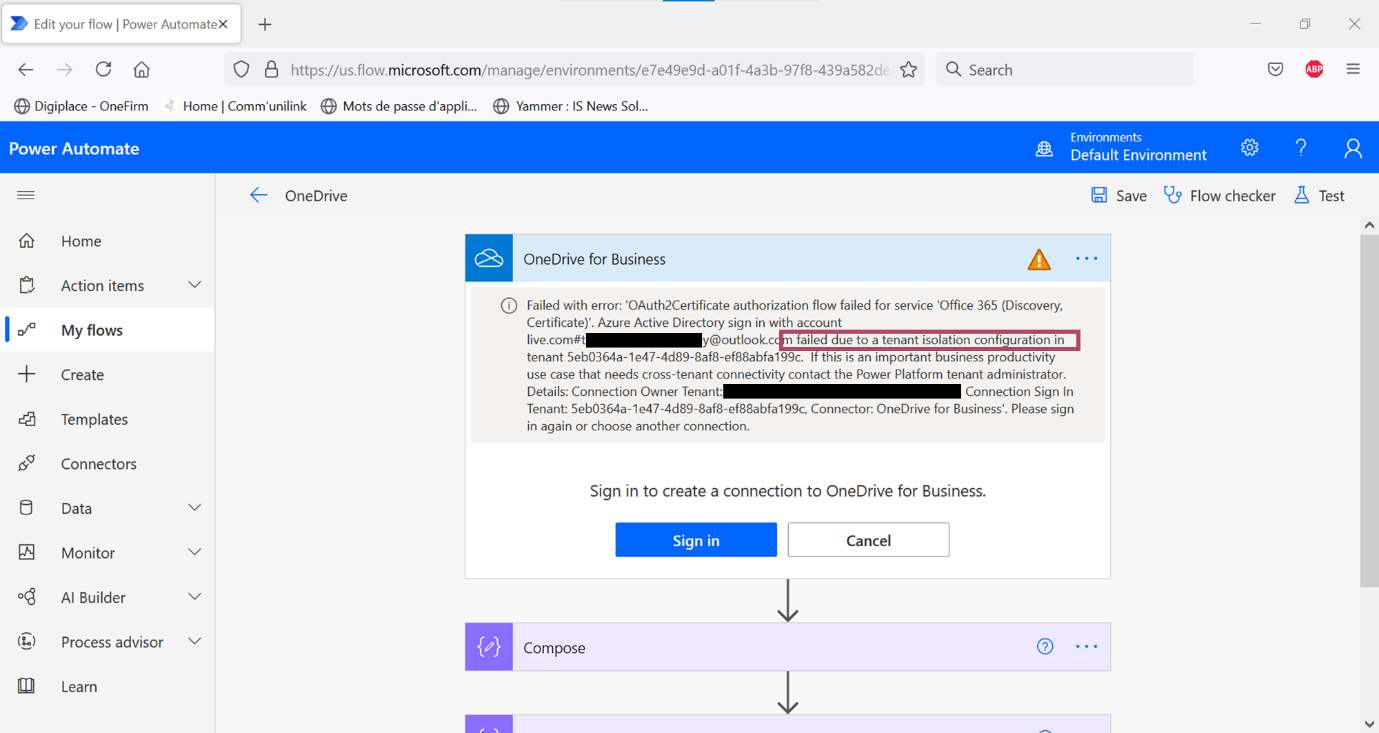 Edit your flow | Power Automate
https://us.flow.microsoft.com/manage/environments/e7e49e9d-a01f-4a3b-97f8-439a582de
Search
ABP
Digiplace - OneFirm
Home | Comm'unilink
Mots de passe d'appli...
Yammer : IS News Sol...
Power Automate
Environments
Default Environment
?
OneDrive
Save
Flow checker
Test
Home
Action items
My flows
Create
Templates
Connectors
Data
Monitor
AI Builder
Process advisor
Learn
OneDrive for Business
Failed with error: 'OAuth2Certificate authorization flow failed for service 'Office 365 (Discovery,
Certificate)'. Azure Active Directory sign in with account
live.com#t y@outlook.com failed due to a tenant isolation configuration in
tenant 5eb0364a-1e47-4d89-8af8-ef88abfa199c. If this is an important business productivity
use case that needs cross-tenant connectivity contact the Power Platform tenant administrator.
Details: Connection Owner Tenant: Connection Sign In
Tenant: 5eb0364a-1e47-4d89-8af8-ef88abfa199c, Connector: OneDrive for Business'. Please sign
in again or choose another connection.
Sign in to create a connection to OneDrive for Business.
Sign in
Cancel
Compose